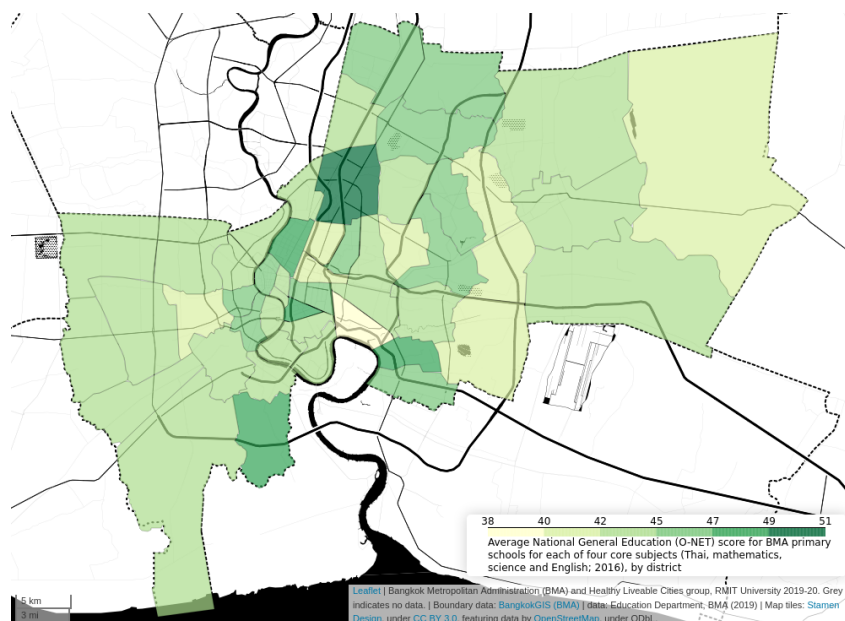 38 40 42 45 47 49 51
Average National General Education (O-NET) score for BMA primary
schools for each of four core subjects (Thai, mathematics,
science and English; 2016), by district
5 km
3 mi
Leaflet | Bangkok Metropolitan Administration (BMA) and Healthy Liveable Cities group, RMIT University 2019-20. Grey
indicates no data. | Boundary data: BangkokGIS (BMA) | data: Education Department, BMA (2019) | Map tiles: Stamen
Design, under CC BY 3.0, featuring data by OpenStreetMap, under ODbL